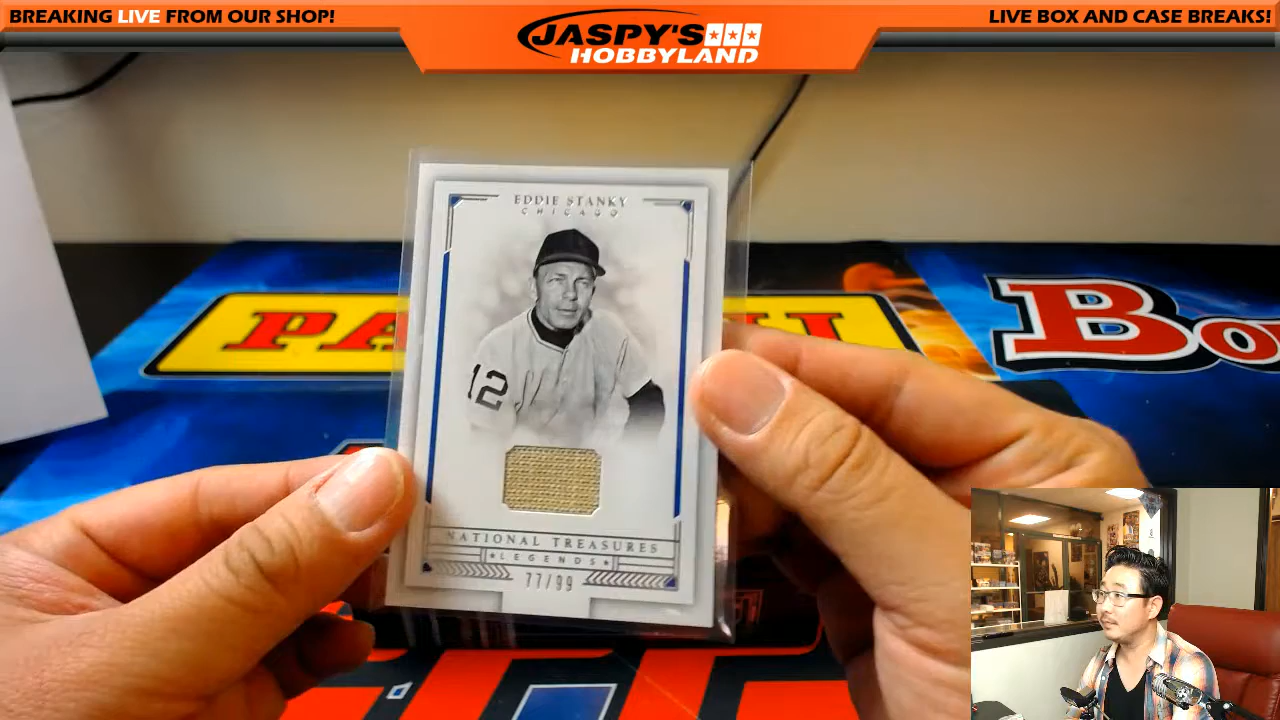 BREAKING LIVE FROM OUR SHOP!
JASPY'S
HOBBYLAND
LIVE BOX AND CASE BREAKS!
EDDIE STANKY
CHICAGO
12
NATIONAL TREASURES
LEGENDS
77/99